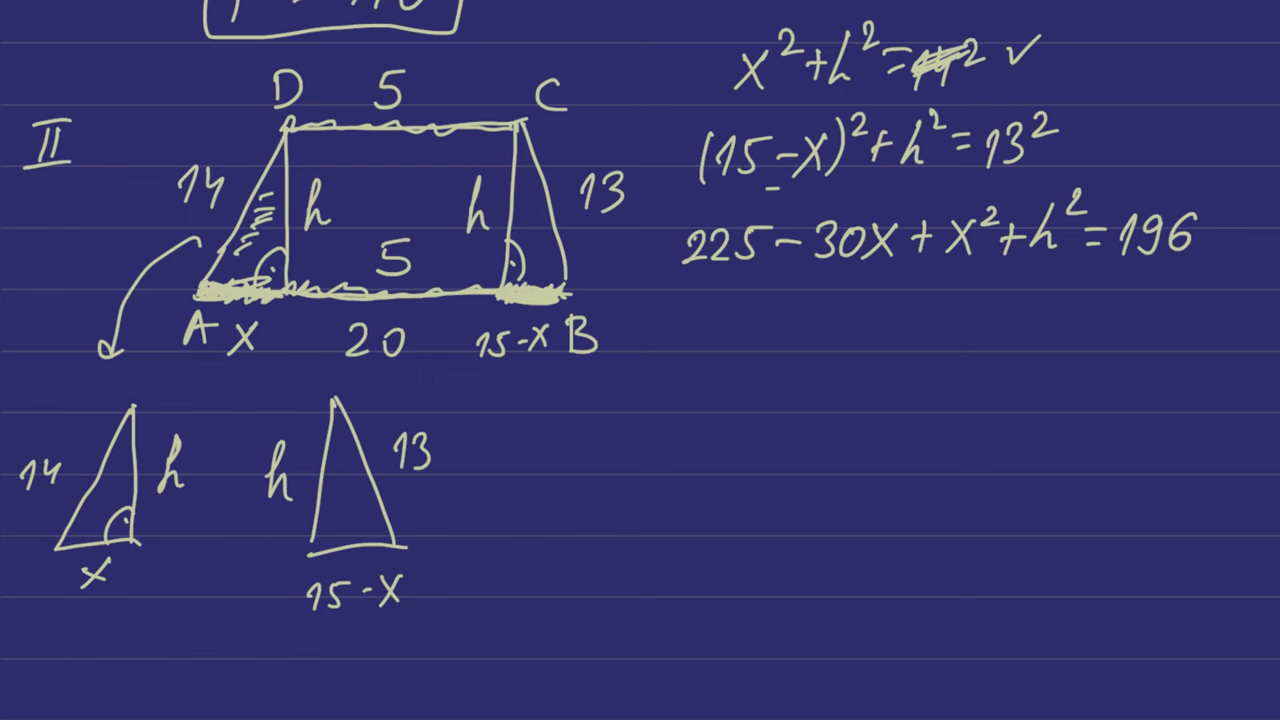 D 5 C
II
14 h h 13
5
A x 20 15-x B
14 h h 13
x 15-x
x²+h²= ² ✓
(15-x)²+h²=13²
225-30x+x²+h²=196